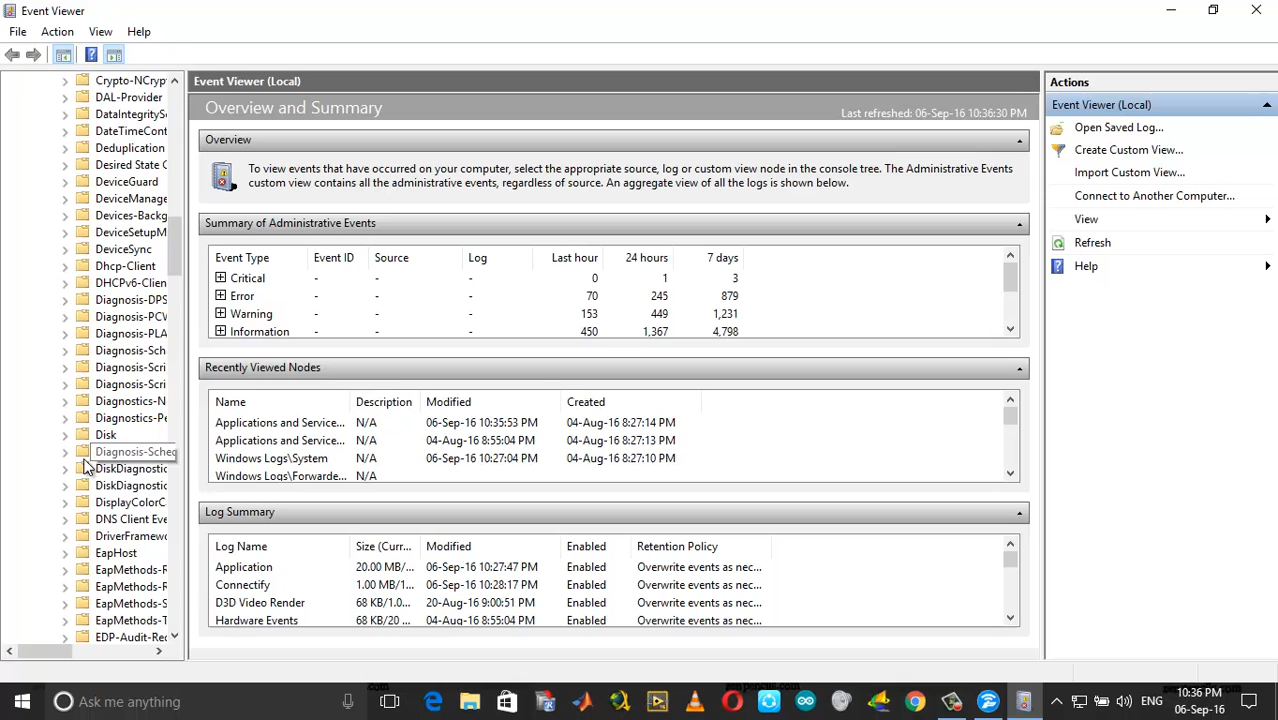 Event Viewer
File Action View Help
Crypto-NCryp
DAL-Provider
DataIntegritySe
DateTimeCont
Deduplication
Desired State C
DeviceGuard
DeviceManage
Devices-Backg
DeviceSetupM
DeviceSync
Dhcp-Client
DHCPv6-Clien
Diagnosis-DPS
Diagnosis-PCW
Diagnosis-PLA
Diagnosis-Sch
Diagnosis-Scri
Diagnosis-Scri
Diagnostics-N
Diagnostics-Pe
Disk
Diagnosis-Sched
DiskDiagnostic
DiskDiagnostic
DisplayColorC
DNS Client Eve
DriverFramewo
EapHost
EapMethods-R
EapMethods-R
EapMethods-S
EapMethods-T
EDP-Audit-Reg
Event Viewer (Local)
Overview and Summary
Last refreshed: 06-Sep-16 10:36:30 PM
Overview
To view events that have occurred on your computer, select the appropriate source, log or custom view node in the console tree. The Administrative Events
custom view contains all the administrative events, regardless of source. An aggregate view of all the logs is shown below.
Summary of Administrative Events
Event Type Event ID Source Log Last hour 24 hours 7 days
Critical - - - 0 1 3
Error - - - 70 245 879
Warning - - - 153 449 1,231
Information - - - 450 1,367 4,798
Recently Viewed Nodes
Name Description Modified Created
Applications and Service... N/A 06-Sep-16 10:35:53 PM 04-Aug-16 8:27:14 PM
Applications and Service... N/A 04-Aug-16 8:55:04 PM 04-Aug-16 8:27:13 PM
Windows Logs\System N/A 06-Sep-16 10:27:04 PM 04-Aug-16 8:27:10 PM
Windows Logs\Forwarde... N/A
Log Summary
Log Name Size (Curr... Modified Enabled Retention Policy
Application 20.00 MB/... 06-Sep-16 10:27:47 PM Enabled Overwrite events as nec...
Connectify 1.00 MB/1... 06-Sep-16 10:28:17 PM Enabled Overwrite events as nec...
D3D Video Render 68 KB/1.0... 20-Aug-16 9:00:51 PM Enabled Overwrite events as nec...
Hardware Events 68 KB/20 ... 04-Aug-16 8:55:04 PM Enabled Overwrite events as nec...
Actions
Event Viewer (Local)
Open Saved Log...
Create Custom View...
Import Custom View...
Connect to Another Computer...
View
Refresh
Help
Ask me anything
ENG
10:36 PM
06-Sep-16